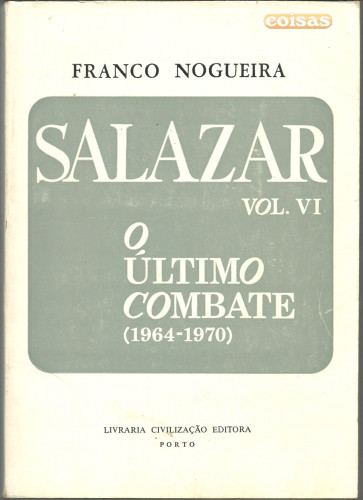 coisas
FRANCO NOGUEIRA
SALAZAR
VOL. VI
O
ÚLTIMO
COMBATE
(1964-1970)
LIVRARIA CIVILIZAÇÃO EDITORA
PORTO